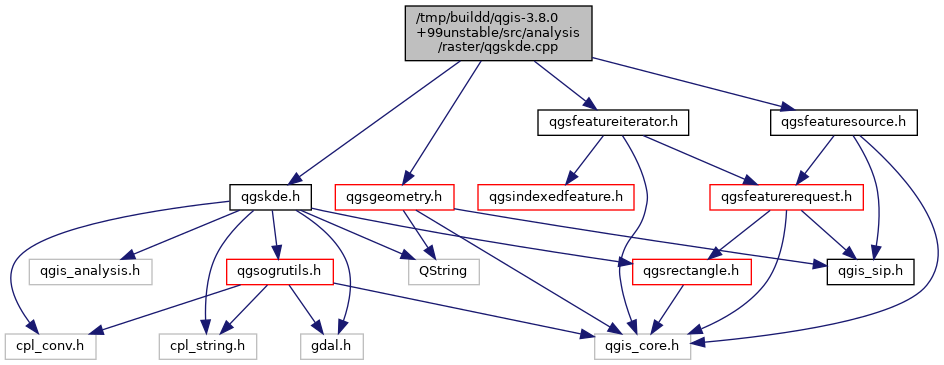 /tmp/buildd/qgis-3.8.0
+99unstable/src/analysis
/raster/qgskde.cpp
qgsfeatureiterator.h
qgsfeaturesource.h
qgskde.h
qgsgeometry.h
qgsindexedfeature.h
qgsfeaturerequest.h
qgis_analysis.h
qgsogrutils.h
QString
qgsrectangle.h
qgis_sip.h
cpl_conv.h
cpl_string.h
gdal.h
qgis_core.h